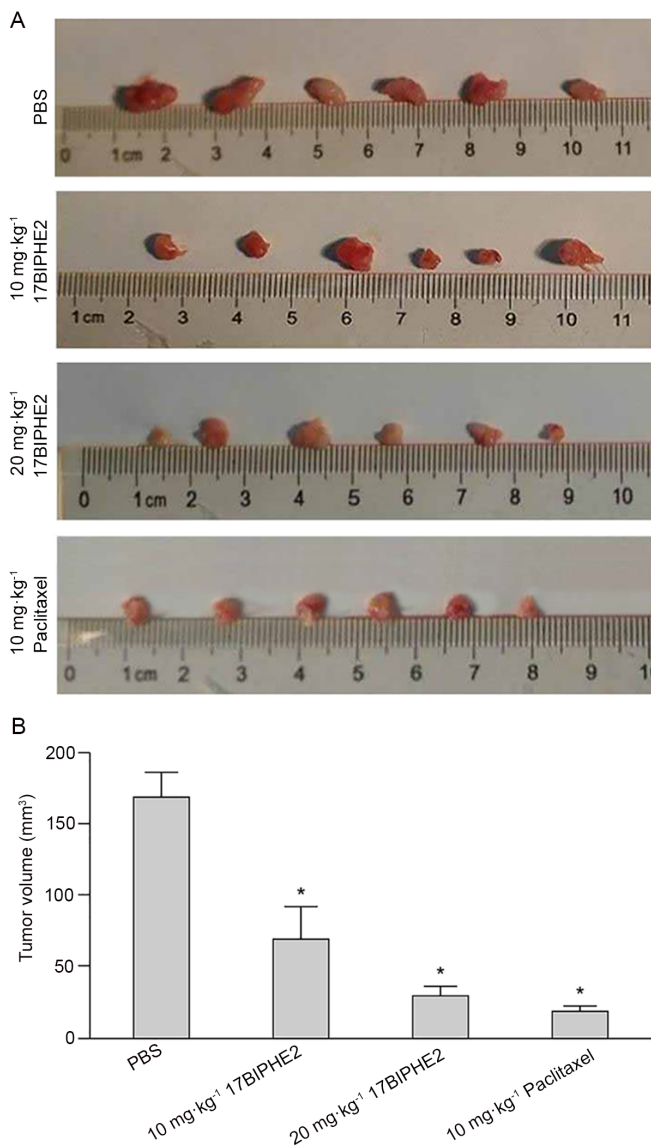 A
PBS
0 1cm 2 3 4 5 6 7 8 9 10 11
10 mg·kg⁻¹
17BIPHE2
1cm 2 3 4 5 6 7 8 9 10 11
20 mg·kg⁻¹
17BIPHE2
0 1cm 2 3 4 5 6 7 8 9 10
10 mg·kg⁻¹
Paclitaxel
0 1cm 2 3 4 5 6 7 8 9 10
B
Tumor volume (mm³)
200
150
100
50
0
*
*
*
PBS
10 mg·kg⁻¹ 17BIPHE2
20 mg·kg⁻¹ 17BIPHE2
10 mg·kg⁻¹ Paclitaxel